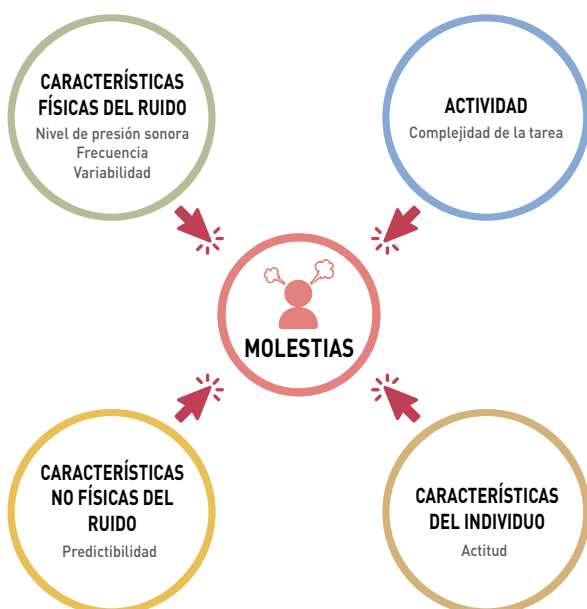 CARACTERÍSTICAS
FÍSICAS DEL RUIDO
Nivel de presión sonora
Frecuencia
Variabilidad
ACTIVIDAD
Complejidad de la tarea
MOLESTIAS
CARACTERÍSTICAS
NO FÍSICAS DEL
RUIDO
Predictibilidad
CARACTERÍSTICAS
DEL INDIVIDUO
Actitud